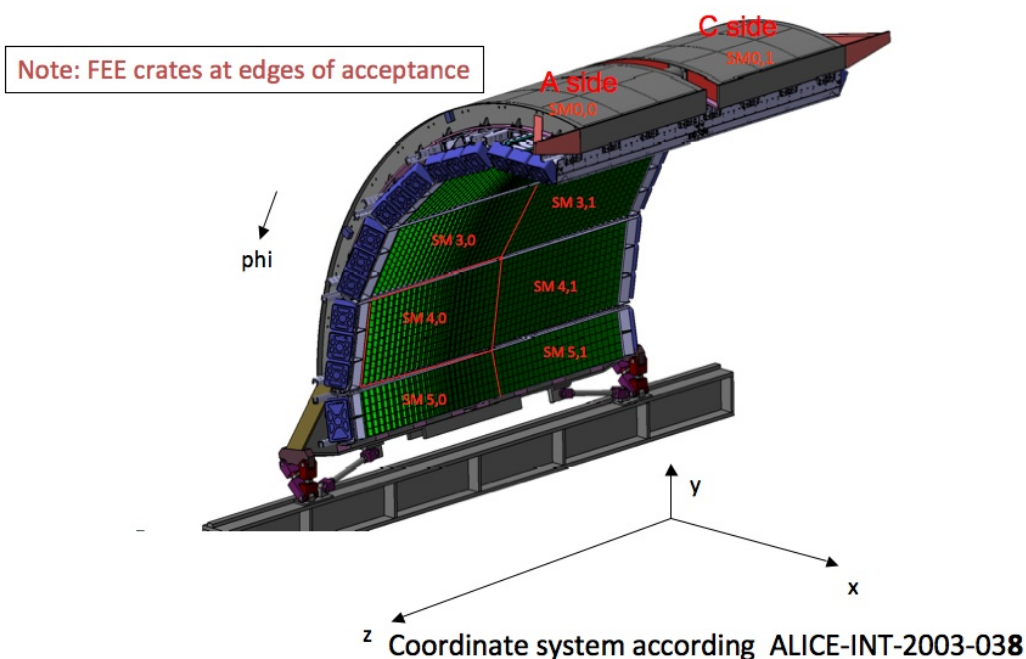 C side
SM0,1
Note: FEE crates at edges of acceptance
A side
SM0,0
SM 3,1
phi
SM 3,0
SM 4,1
SM 4,0
SM 5,1
SM 5,0
y
x
z
Coordinate system according ALICE-INT-2003-038